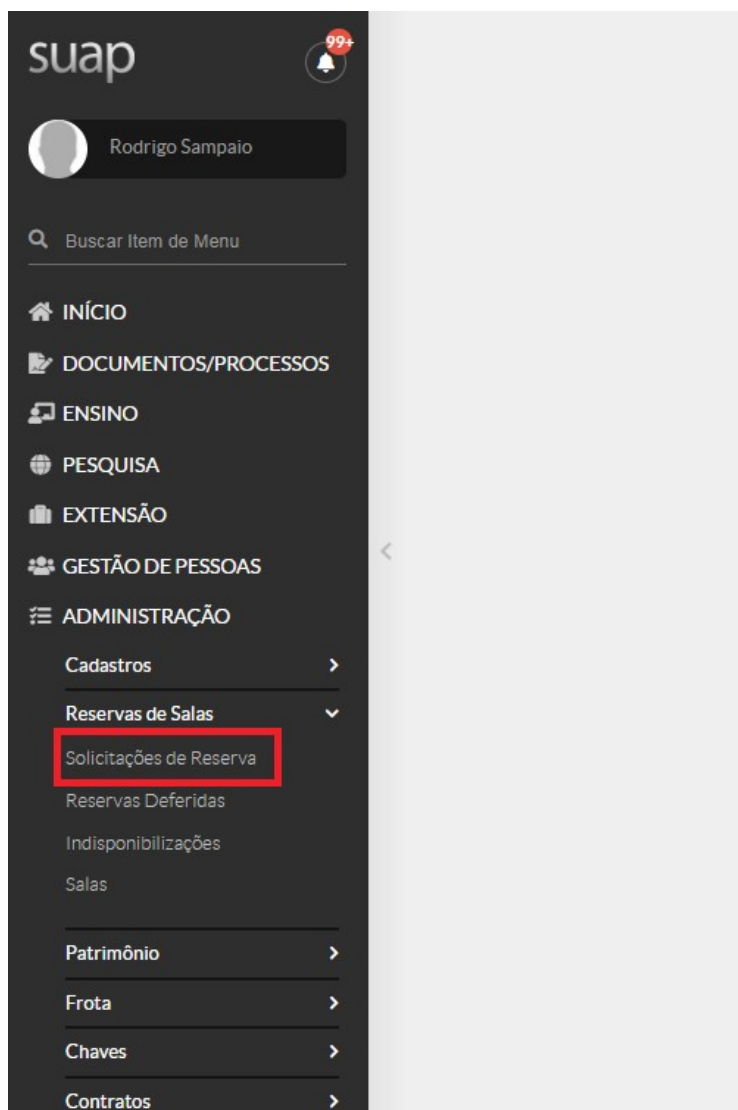 suap
99+
Rodrigo Sampaio
Buscar Item de Menu
INÍCIO
DOCUMENTOS/PROCESSOS
ENSINO
PESQUISA
EXTENSÃO
GESTÃO DE PESSOAS
ADMINISTRAÇÃO
Cadastros
Reservas de Salas
Solicitações de Reserva
Reservas Deferidas
Indisponibilizações
Salas
Patrimônio
Frota
Chaves
Contratos